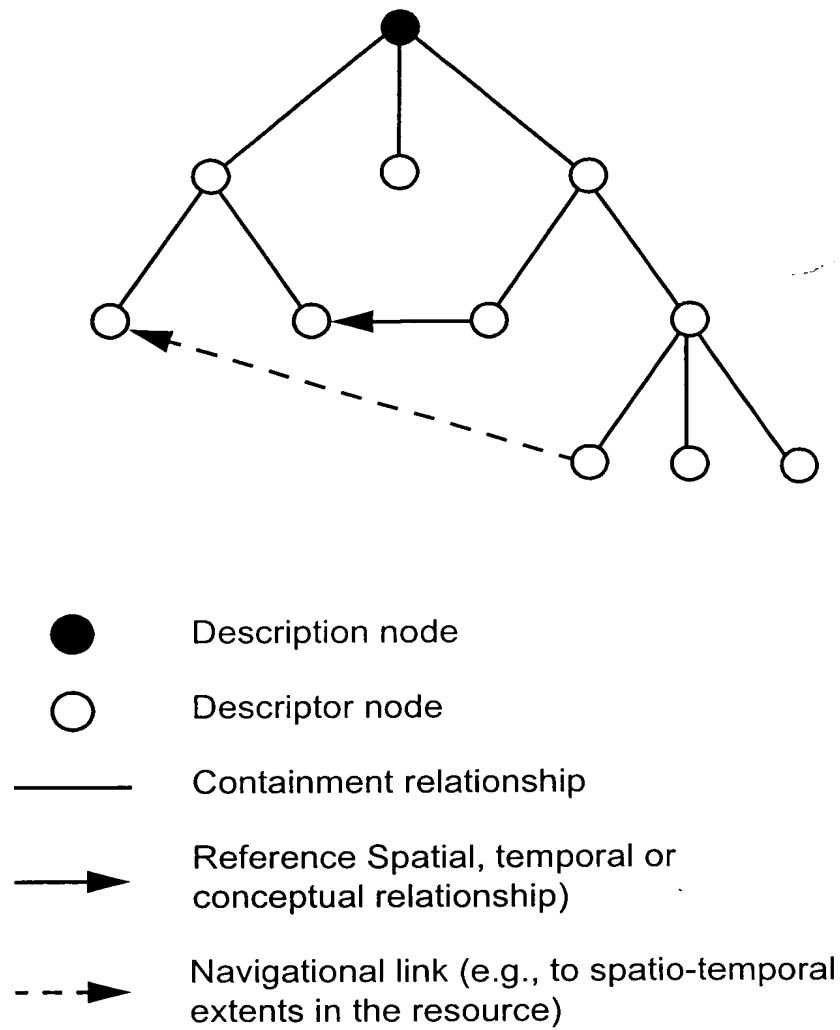 Description node
Descriptor node
Containment relationship
Reference Spatial, temporal or
conceptual relationship)
Navigational link (e.g., to spatio-temporal
extents in the resource)